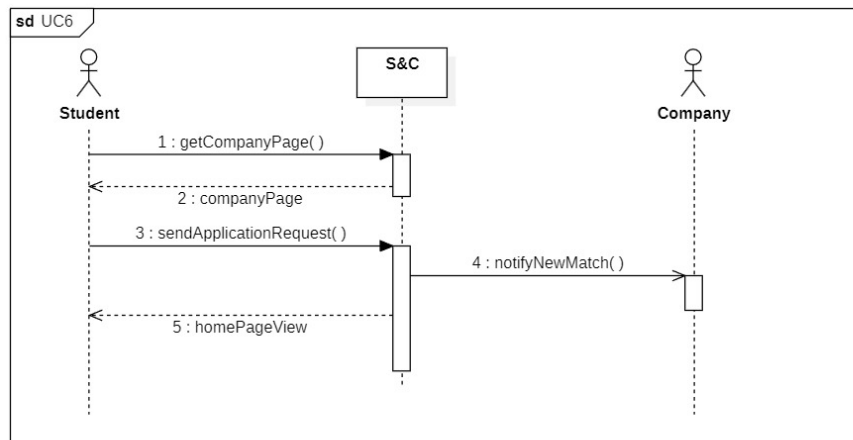 sd UC6
S&C
Student
Company
1 : getCompanyPage( )
2 : companyPage
3 : sendApplicationRequest( )
4 : notifyNewMatch( )
5 : homePageView